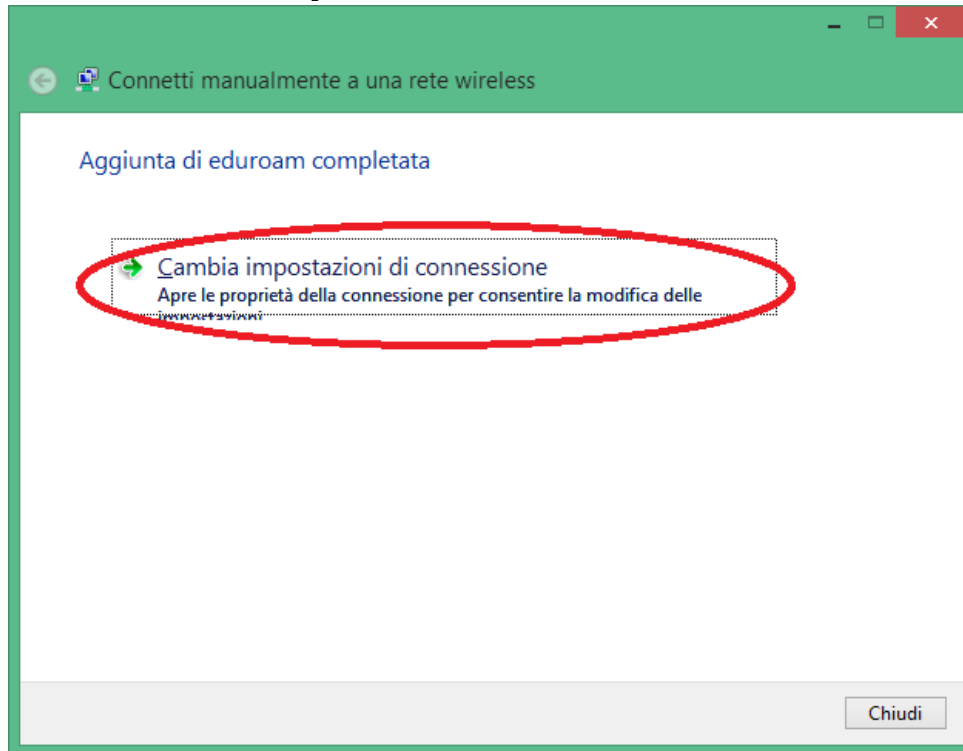 Connetti manualmente a una rete wireless
Aggiunta di eduroam completata
Cambia impostazioni di connessione
Apre le proprietà della connessione per consentire la modifica delle
impostazioni
Chiudi